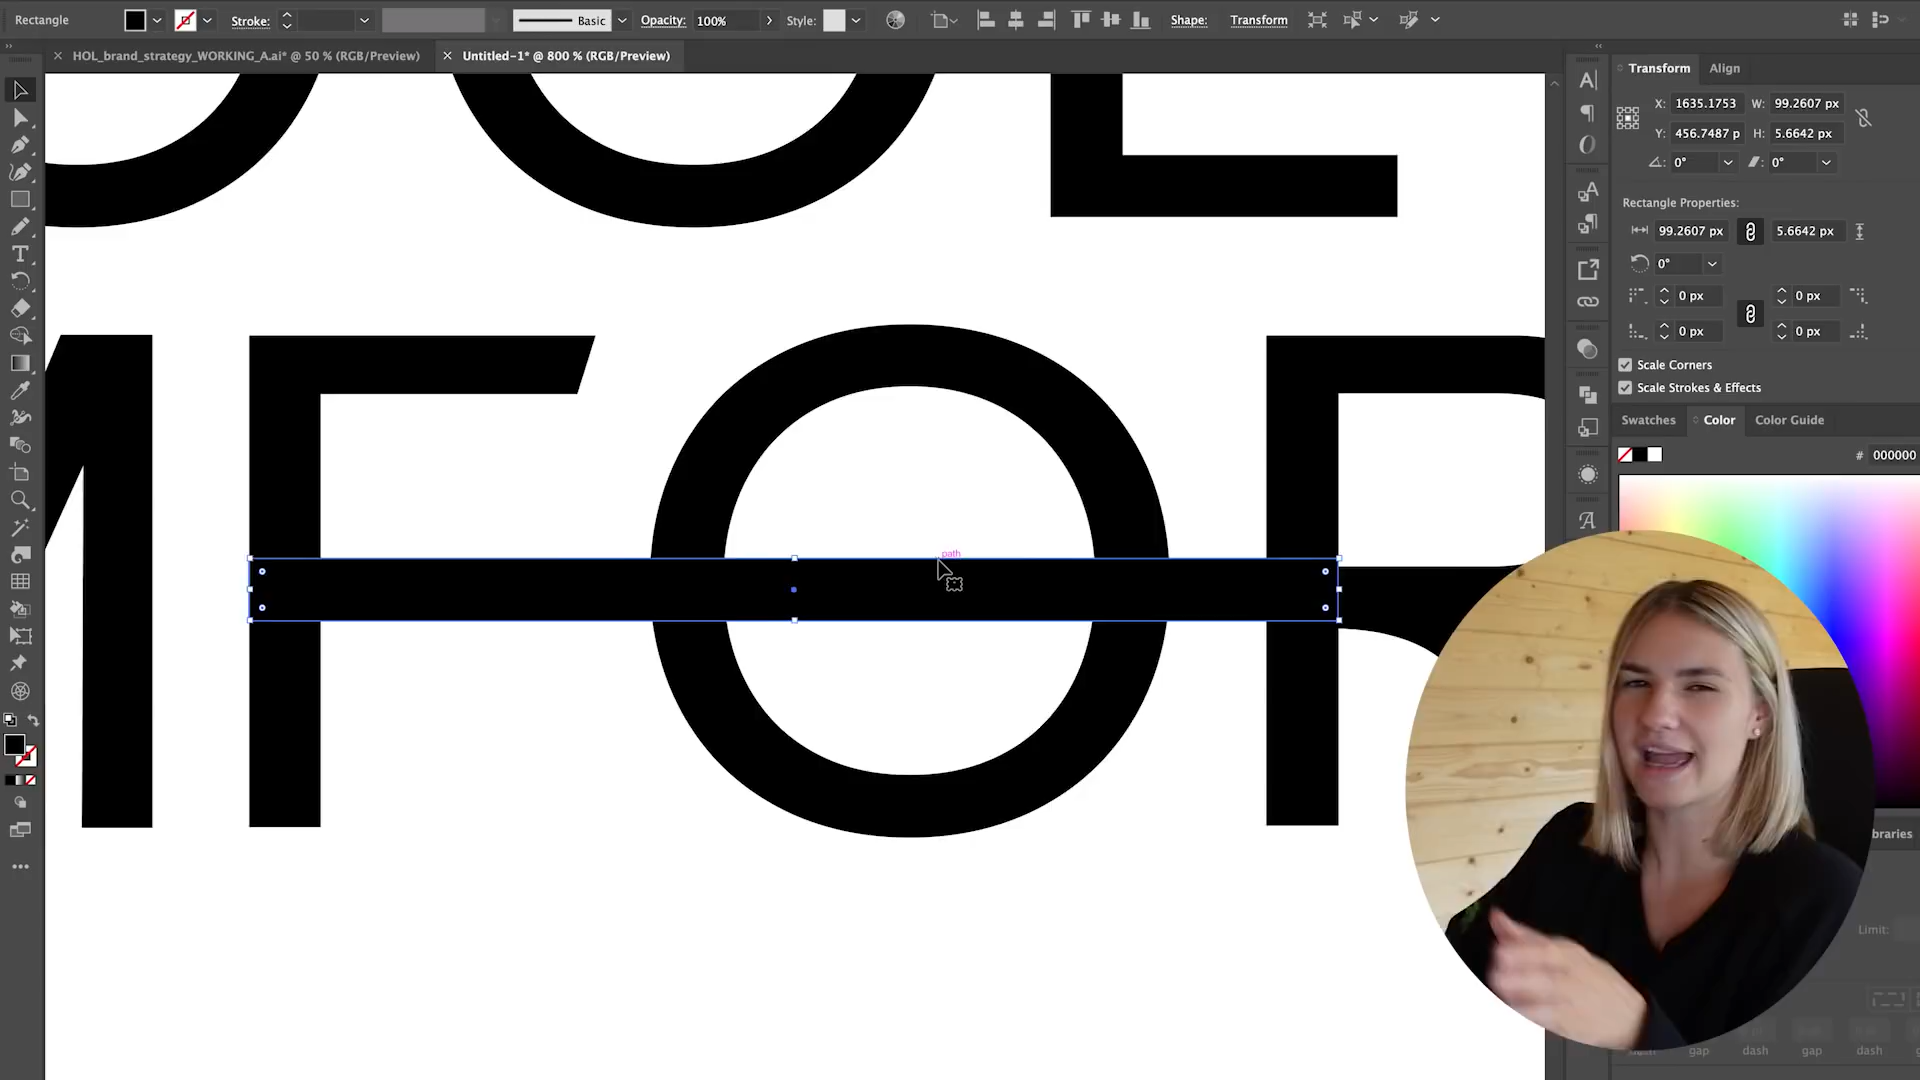 Rectangle Stroke: Basic Opacity: 100% Style: Shape: Transform
HOL_brand_strategy_WORKING_A.ai* @ 50 % (RGB/Preview) Untitled-1* @ 800 % (RGB/Preview)
Transform Align
X: 1635.1753 W: 99.2607 px
Y: 456.7487 p H: 5.6642 px
0° 0°
Rectangle Properties:
99.2607 px 5.6642 px
0°
0 px 0 px
0 px 0 px
Scale Corners
Scale Strokes & Effects
Swatches Color Color Guide
# 000000
MFOR
path
ibraries
Limit:
gap dash gap dash